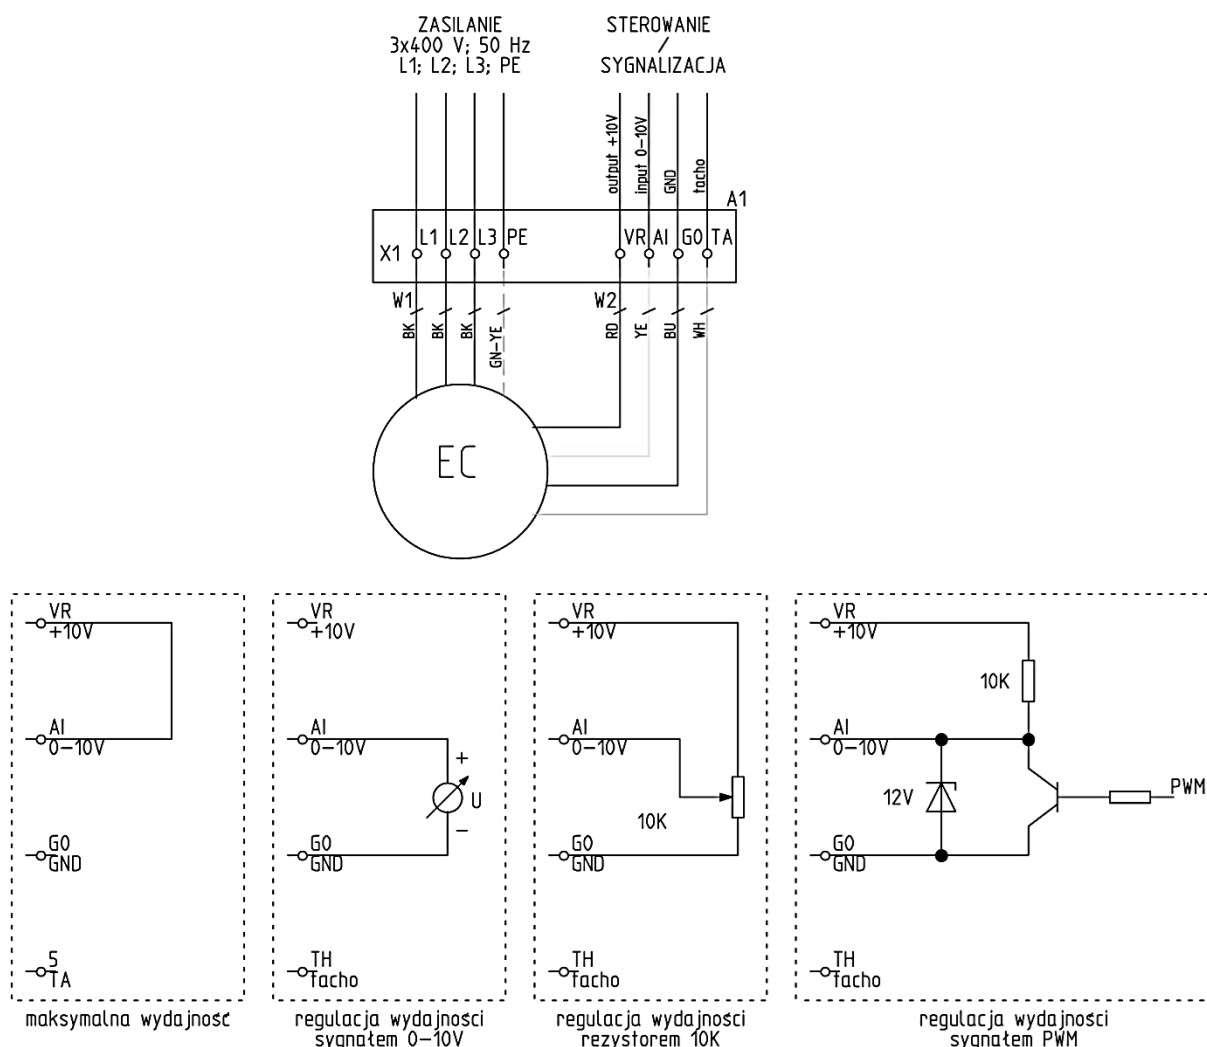 ZASILANIE
3x400 V; 50 Hz
L1; L2; L3; PE
STEROWANIE
/
SYGNALIZACJA
output +10V
input 0-10V
GND
tacho
A1
X1 L1 L2 L3 PE VR AI G0 TA
W1 W2
BK
BK
BK
GN-YE
RD
YE
BU
WH
EC
VR
+10V
AI
0-10V
G0
GND
5
TA
maksymalna wydajność
VR
+10V
AI
0-10V
+
U
-
G0
GND
TH
tacho
regulacja wydajności
sygnałem 0-10V
VR
+10V
AI
0-10V
10K
G0
GND
TH
tacho
regulacja wydajności
rezystorem 10K
VR
+10V
10K
AI
0-10V
12V
PWM
G0
GND
TH
tacho
regulacja wydajności
sygnałem PWM